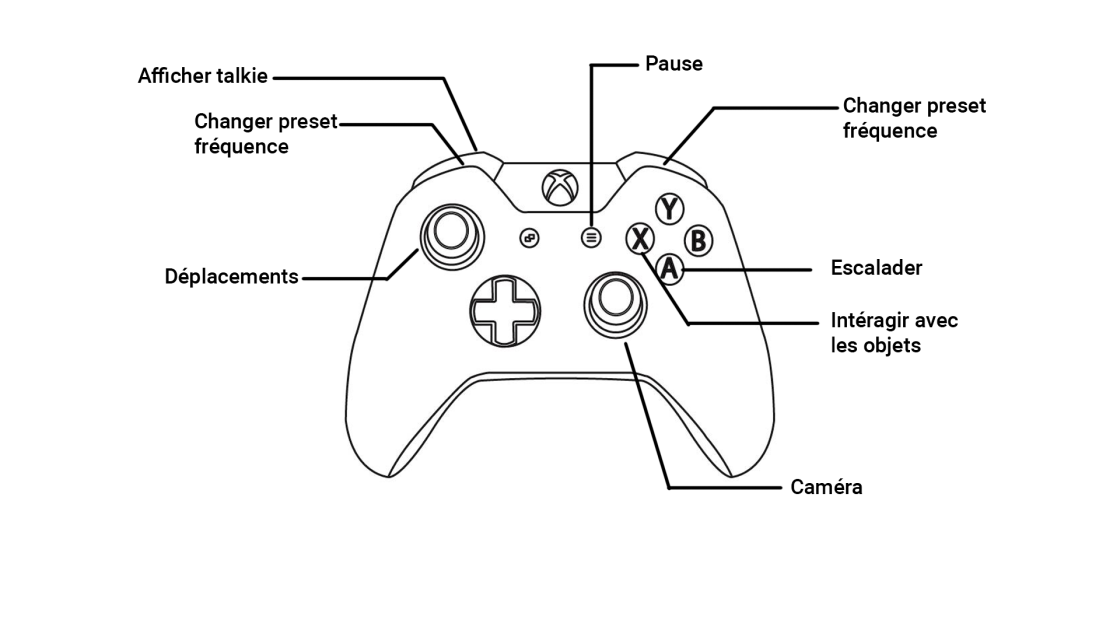 Afficher talkie
Pause
Changer preset
fréquence
Changer preset
fréquence
Y
X
B
A
Déplacements
Escalader
Intéragir avec
les objets
Caméra